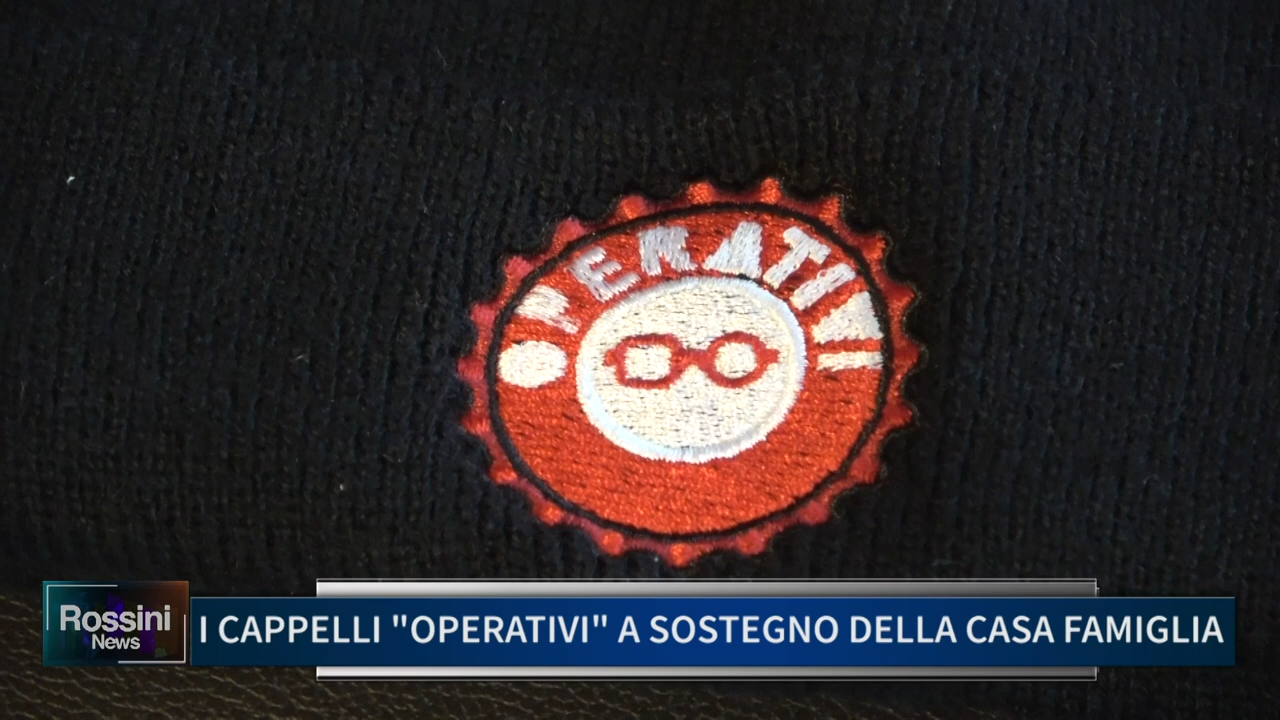 OPERATIVI
Rossini
News
I CAPPELLI "OPERATIVI" A SOSTEGNO DELLA CASA FAMIGLIA